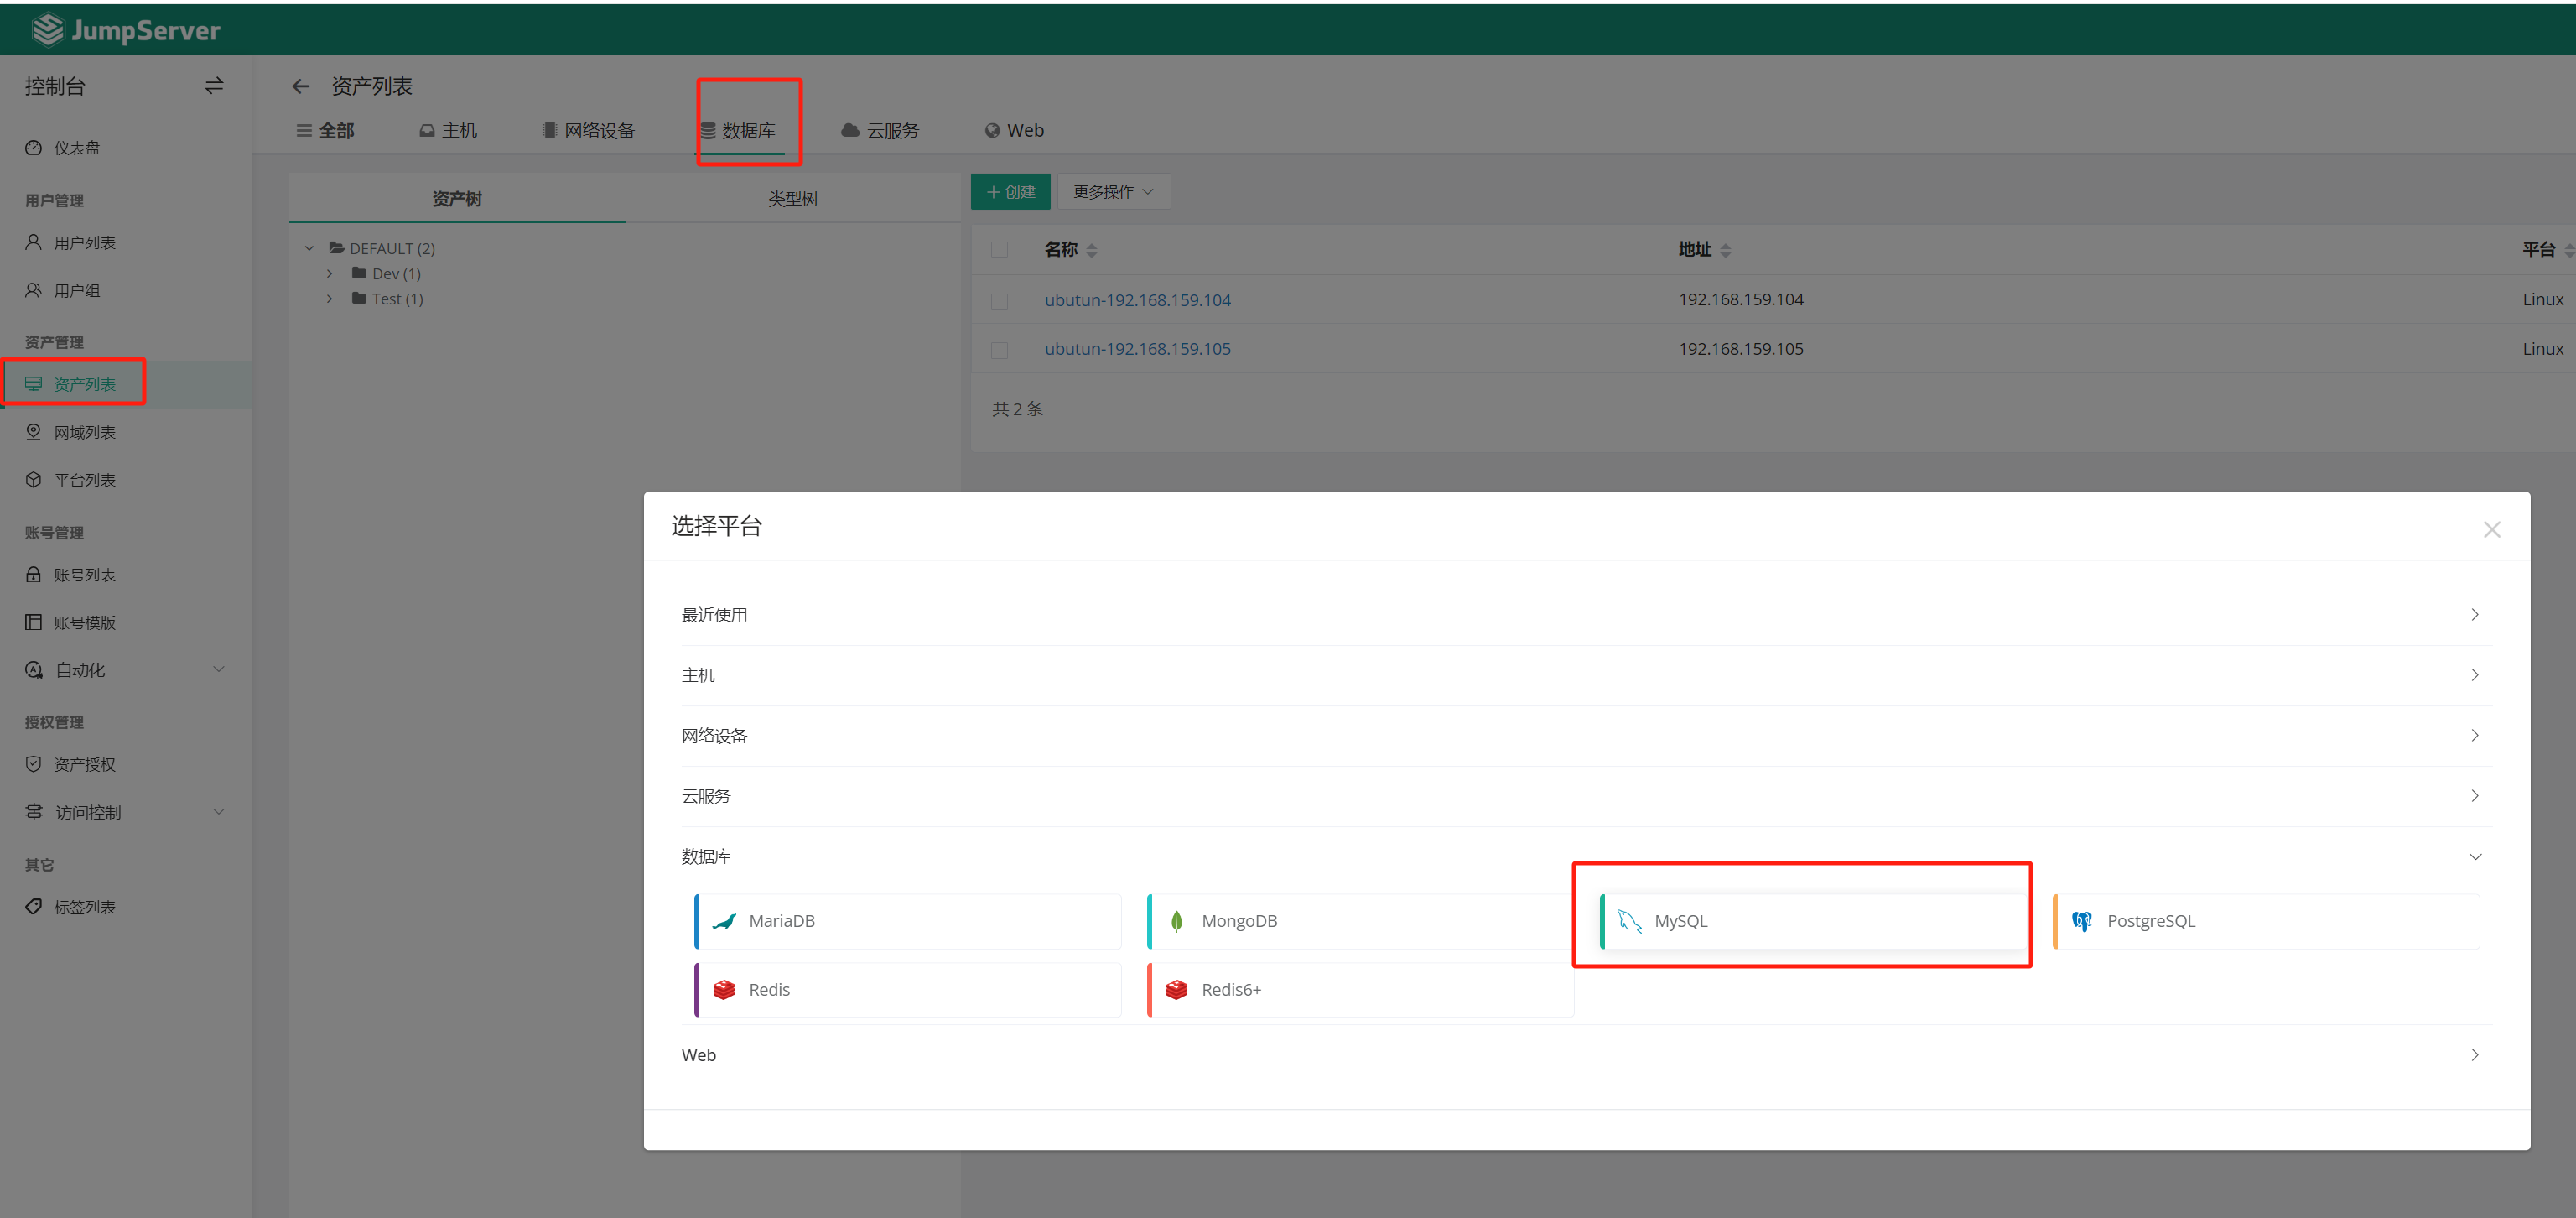 JumpServer
控制台
仪表盘
用户管理
用户列表
用户组
资产管理
资产列表
网域列表
平台列表
账号管理
账号列表
账号模版
自动化
授权管理
资产授权
访问控制
其它
标签列表
资产列表
全部 主机 网络设备 数据库 云服务 Web
资产树 类型树
DEFAULT (2)
Dev (1)
Test (1)
创建 更多操作
名称 地址 平台
ubutun-192.168.159.104 192.168.159.104 Linux
ubutun-192.168.159.105 192.168.159.105 Linux
共 2 条
选择平台
最近使用
主机
网络设备
云服务
数据库
MariaDB MongoDB MySQL PostgreSQL
Redis Redis6+
Web